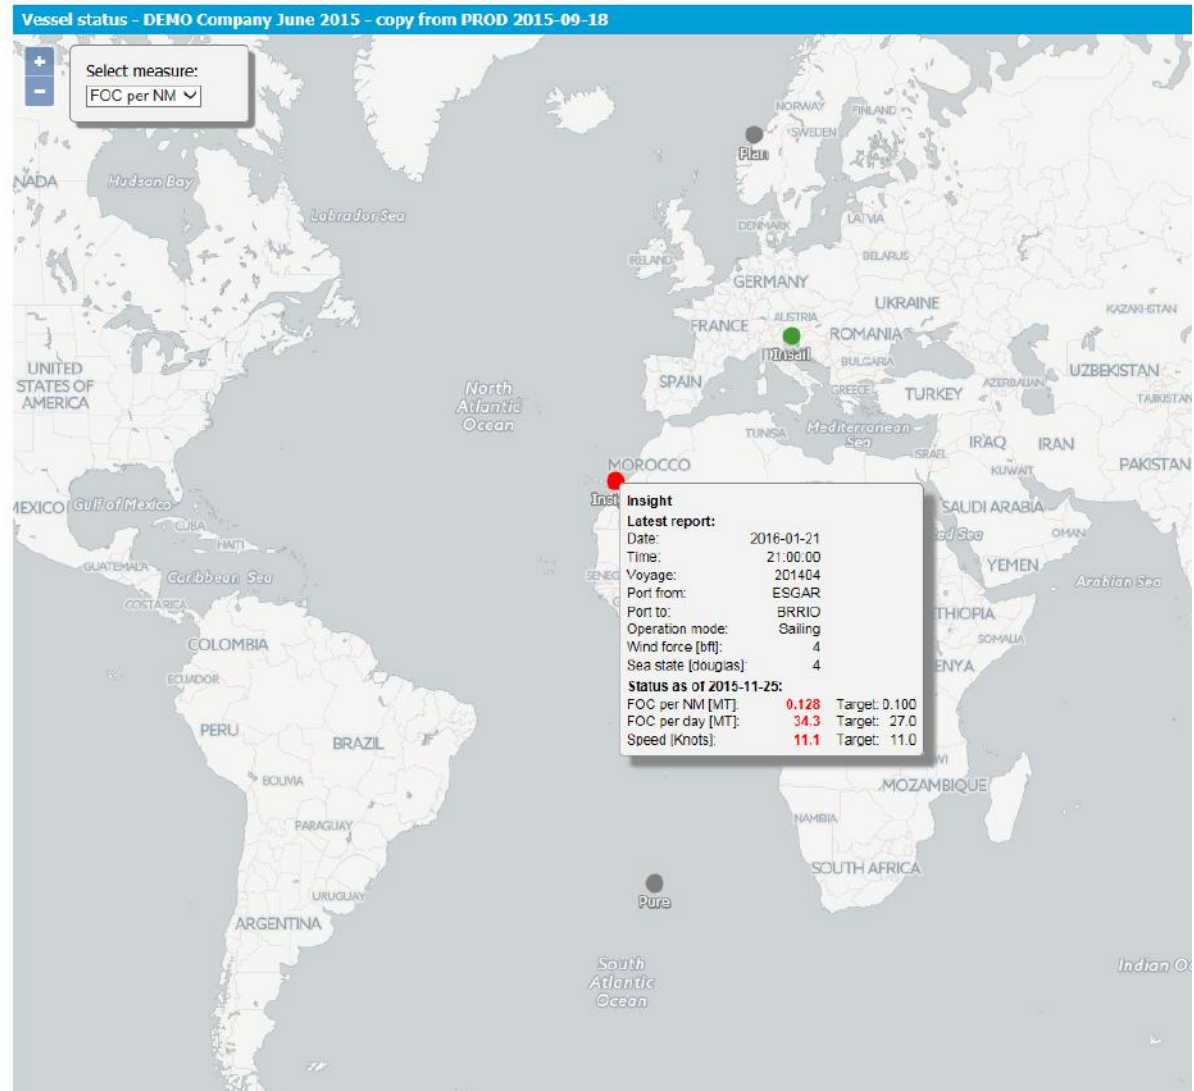 Vessel status - DEMO Company June 2015 - copy from PROD 2015-09-18
+
Select measure:
FOC per NM
−
NORWAY
FINLAND
SWEDEN
Plan
Hudson Bay
Labrador Sea
DENMARK
LATVIA
IRELAND
BELARUS
GERMANY
UKRAINE
KAZAKHSTAN
AUSTRIA
FRANCE
ROMANIA
Insail
BULGARIA
UNITED
STATES OF
AMERICA
UZBEKISTAN
North
Atlantic
Ocean
SPAIN
GREECE
TURKEY
AZERBAIJAN
TAJIKISTAN
TUNISIA
Mediterranean
Sea
ISRAEL
IRAQ
IRAN
MOROCCO
KUWAIT
PAKISTAN
Gulf of Mexico
SAUDI ARABIA
CUBA
HAITI
OMAN
GUATEMALA
Caribbean Sea
YEMEN
Arabian Sea
COSTA RICA
SOMALIA
COLOMBIA
ECUADOR
PERU
BRAZIL
BOLIVIA
MOZAMBIQUE
PARAGUAY
NAMIBIA
SOUTH AFRICA
URUGUAY
Pure
ARGENTINA
South
Atlantic
Ocean
Insight
Latest report:
Date: 2016-01-21
Time: 21:00:00
Voyage: 201404
Port from: ESGAR
Port to: BRRIO
Operation mode: Sailing
Wind force [bft]: 4
Sea state [douglas]: 4
Status as of 2015-11-25:
FOC per NM [MT]: 0.128 Target: 0.100
FOC per day [MT]: 34.3 Target: 27.0
Speed [Knots]: 11.1 Target: 11.0